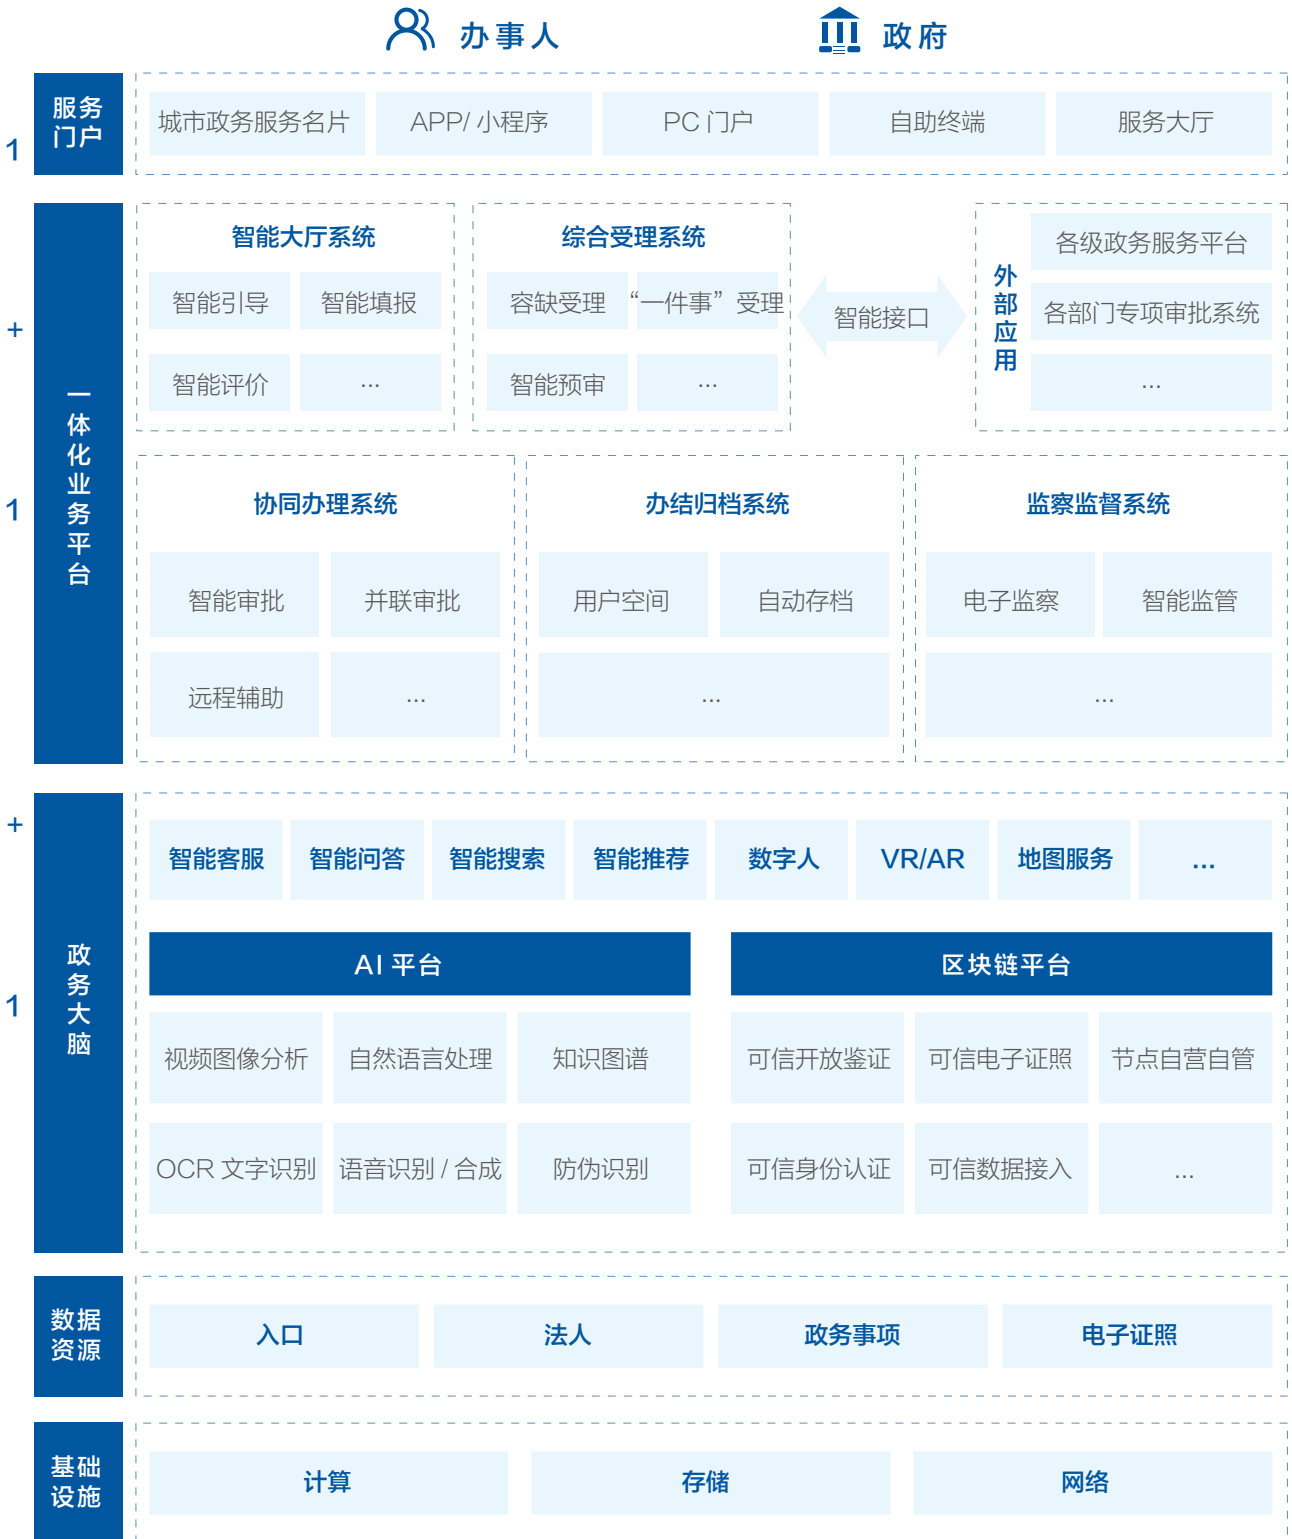 办事人
政府
服务
门户
城市政务服务名片
APP/ 小程序
PC 门户
自助终端
服务大厅
1
+
1
+
1
一体化业务平台
智能大厅系统
智能引导
智能填报
智能评价
...
综合受理系统
容缺受理
“一件事”受理
智能预审
...
智能接口
外部应用
各级政务服务平台
各部门专项审批系统
...
协同办理系统
智能审批
并联审批
远程辅助
...
办结归档系统
用户空间
自动存档
...
监察监督系统
电子监察
智能监管
...
政务大脑
智能客服
智能问答
智能搜索
智能推荐
数字人
VR/AR
地图服务
...
AI 平台
视频图像分析
自然语言处理
知识图谱
OCR 文字识别
语音识别 / 合成
防伪识别
区块链平台
可信开放鉴证
可信电子证照
节点自营自管
可信身份认证
可信数据接入
...
数据
资源
入口
法人
政务事项
电子证照
基础
设施
计算
存储
网络